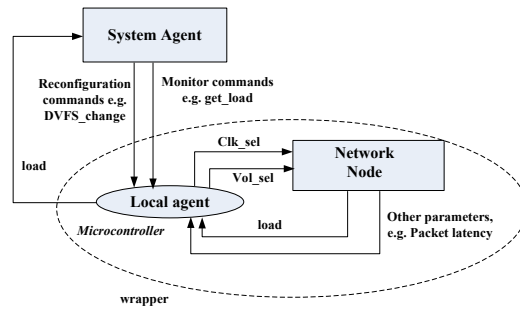 System Agent
Reconfiguration
commands e.g.
DVFS_change
Monitor commands
e.g. get_load
load
Clk_sel
Vol_sel
Network
Node
Local agent
Microcontroller
load
Other parameters,
e.g. Packet latency
wrapper